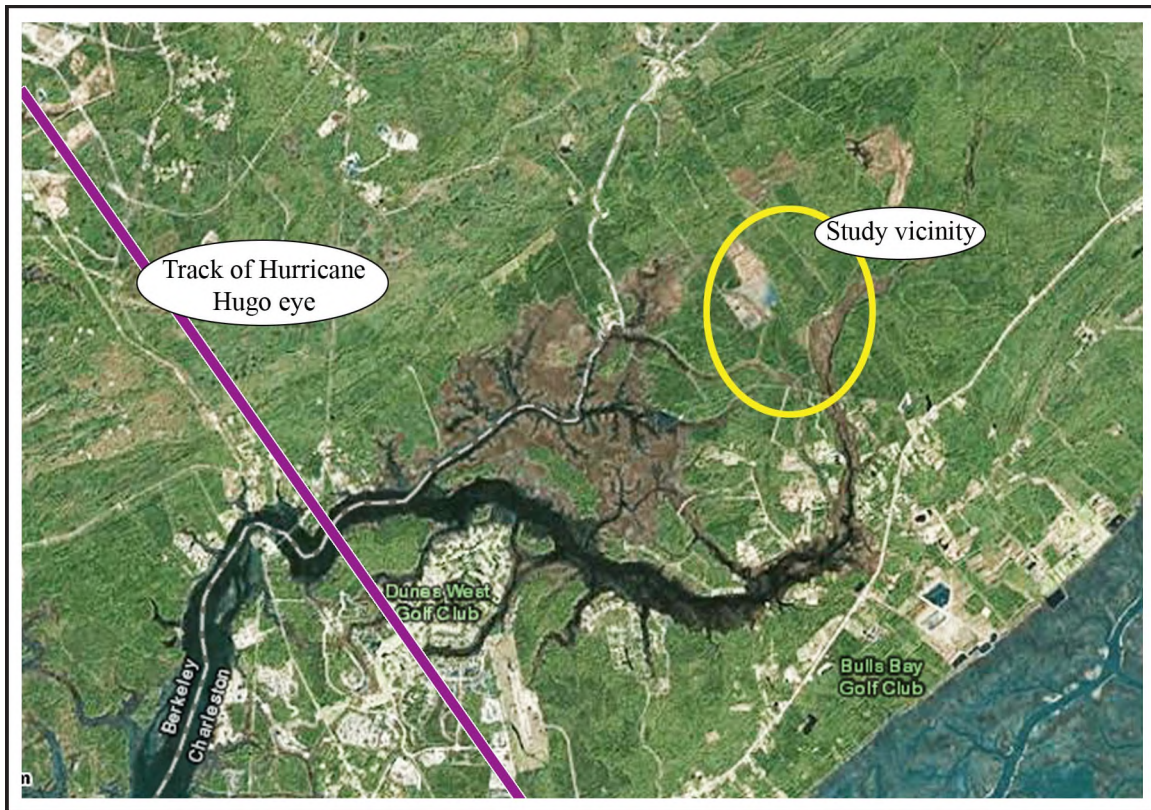 Study vicinity
Track of Hurricane
Hugo eye
Dunes West
Golf Club
Bulls Bay
Golf Club
Berkeley
Charleston
m